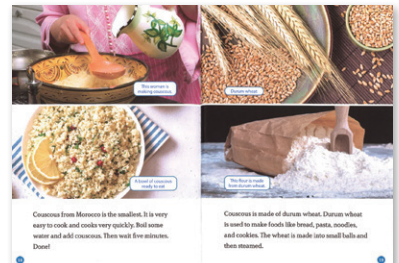 This woman is
making couscous.
Durum wheat
A bowl of couscous
ready to eat
This flour is made
from durum wheat.
Couscous from Morocco is the smallest. It is very
easy to cook and cooks very quickly. Boil some
water and add couscous. Then wait five minutes.
Done!
Couscous is made of durum wheat. Durum wheat
is used to make foods like bread, pasta, noodles,
and cookies. The wheat is made into small balls and
then steamed.